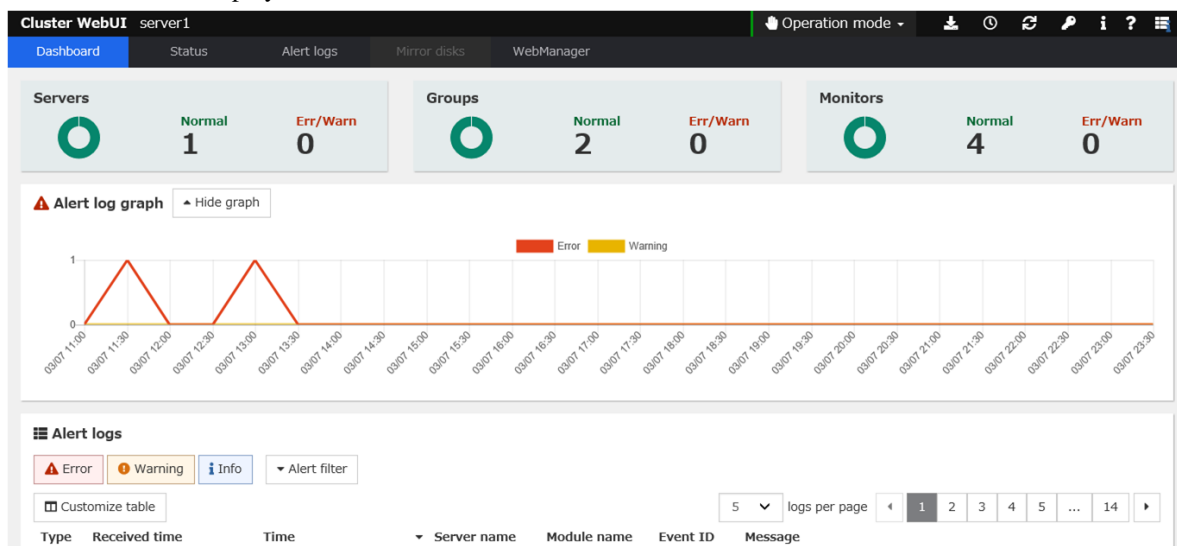 Cluster WebUI server1 Operation mode
Dashboard Status Alert logs Mirror disks WebManager
Servers Groups Monitors
Normal Err/Warn Normal Err/Warn Normal Err/Warn
1 0 2 0 4 0
Alert log graph Hide graph
Error Warning
1
0
03/07 11:00 03/07 11:30 03/07 12:00 03/07 12:30 03/07 13:00 03/07 13:30 03/07 14:00 03/07 14:30 03/07 15:00 03/07 15:30 03/07 16:00 03/07 16:30 03/07 17:00 03/07 17:30 03/07 18:00 03/07 18:30 03/07 19:00 03/07 19:30 03/07 20:00 03/07 20:30 03/07 21:00 03/07 21:30 03/07 22:00 03/07 22:30 03/07 23:00 03/07 23:30
Alert logs
Error Warning Info Alert filter
Customize table 5 logs per page 1 2 3 4 5 ... 14
Type Received time Time Server name Module name Event ID Message